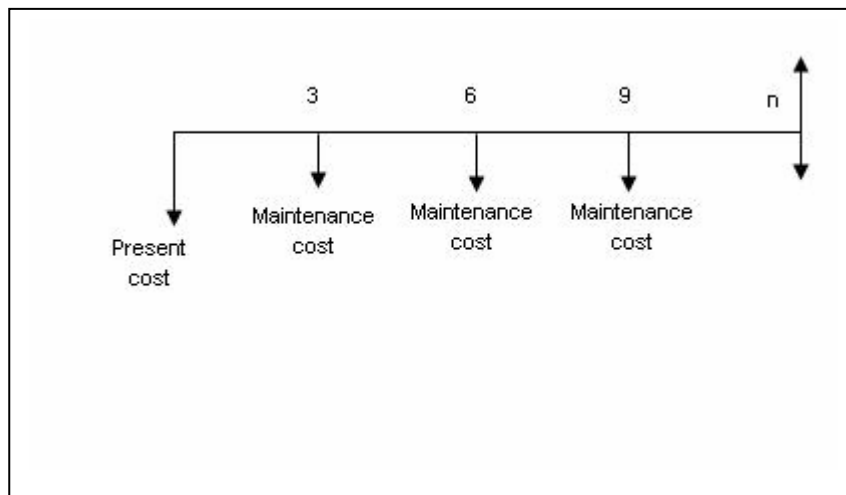 3 6 9 n
Present
cost
Maintenance
cost
Maintenance
cost
Maintenance
cost